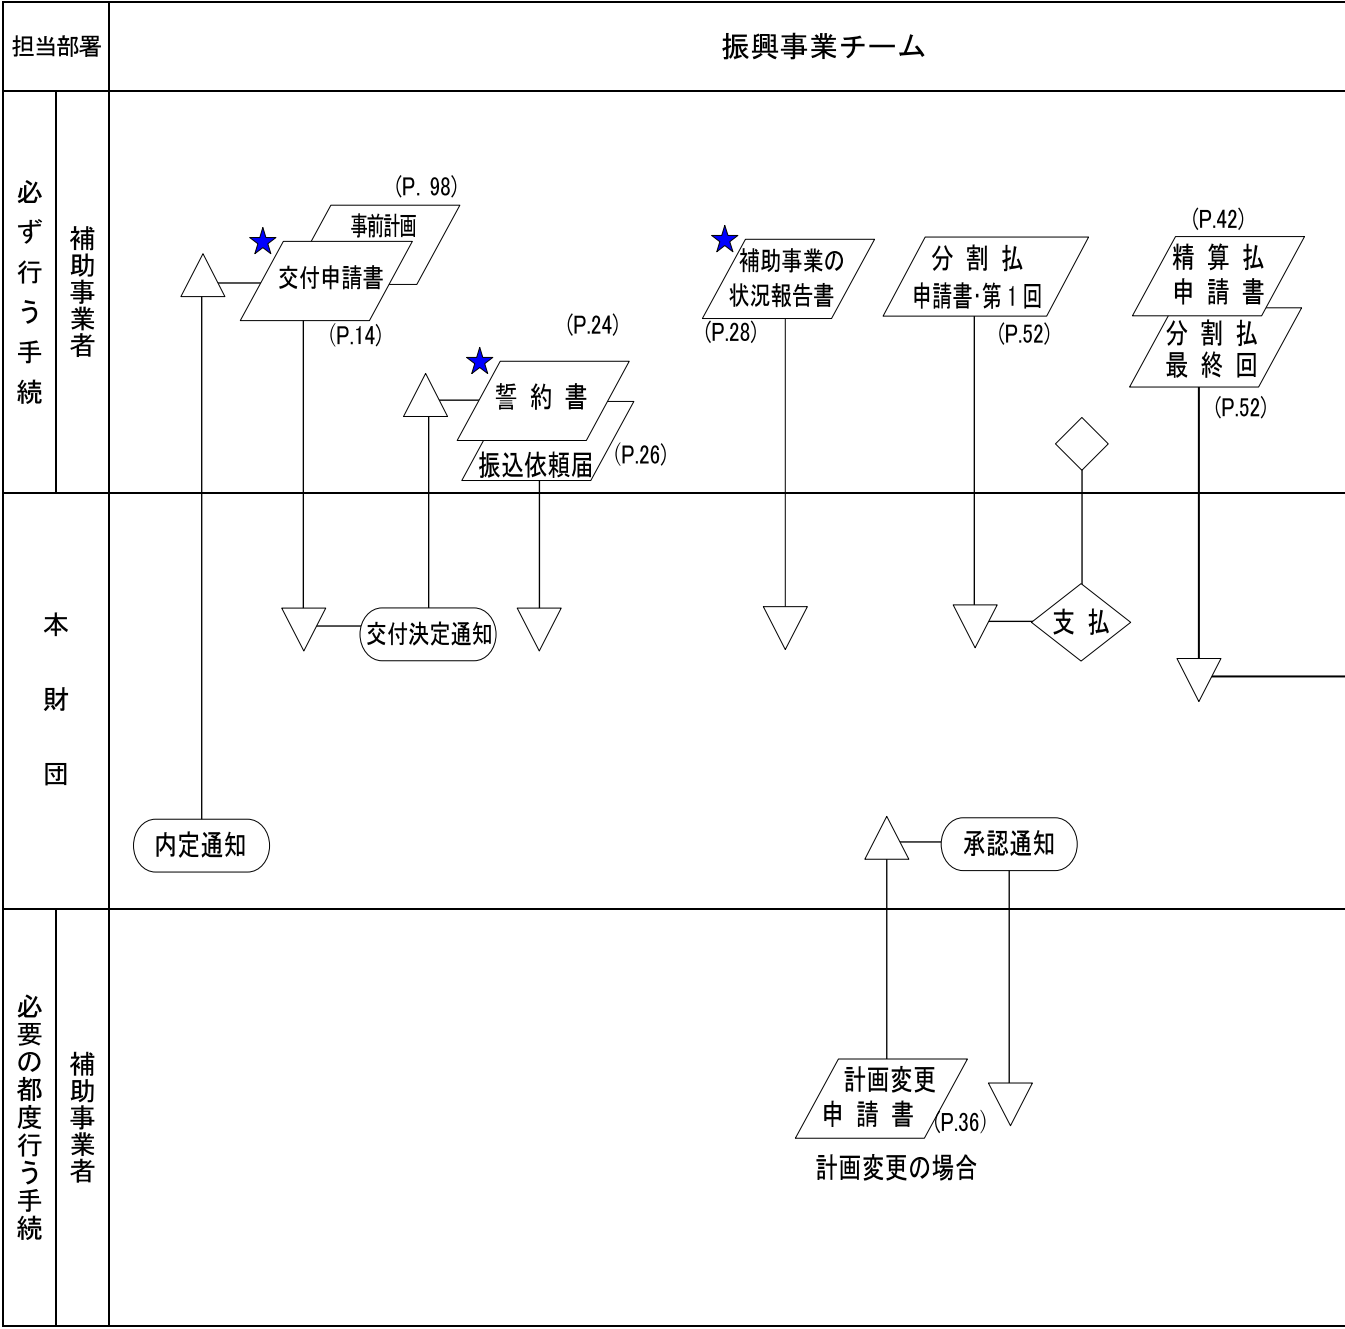 担当部署
振興事業チーム
必ず行う手続
補助事業者
(P. 98)
事前計画
交付申請書
(P.14)
(P.24)
誓約書
振込依頼届
(P.26)
補助事業の
状況報告書
(P.28)
分割払
申請書・第1回
(P.52)
(P.42)
精算払
申請書
分割払
最終回
(P.52)
本財団
交付決定通知
支払
内定通知
承認通知
必要の都度行う手続
補助事業者
計画変更
申請書
(P.36)
計画変更の場合